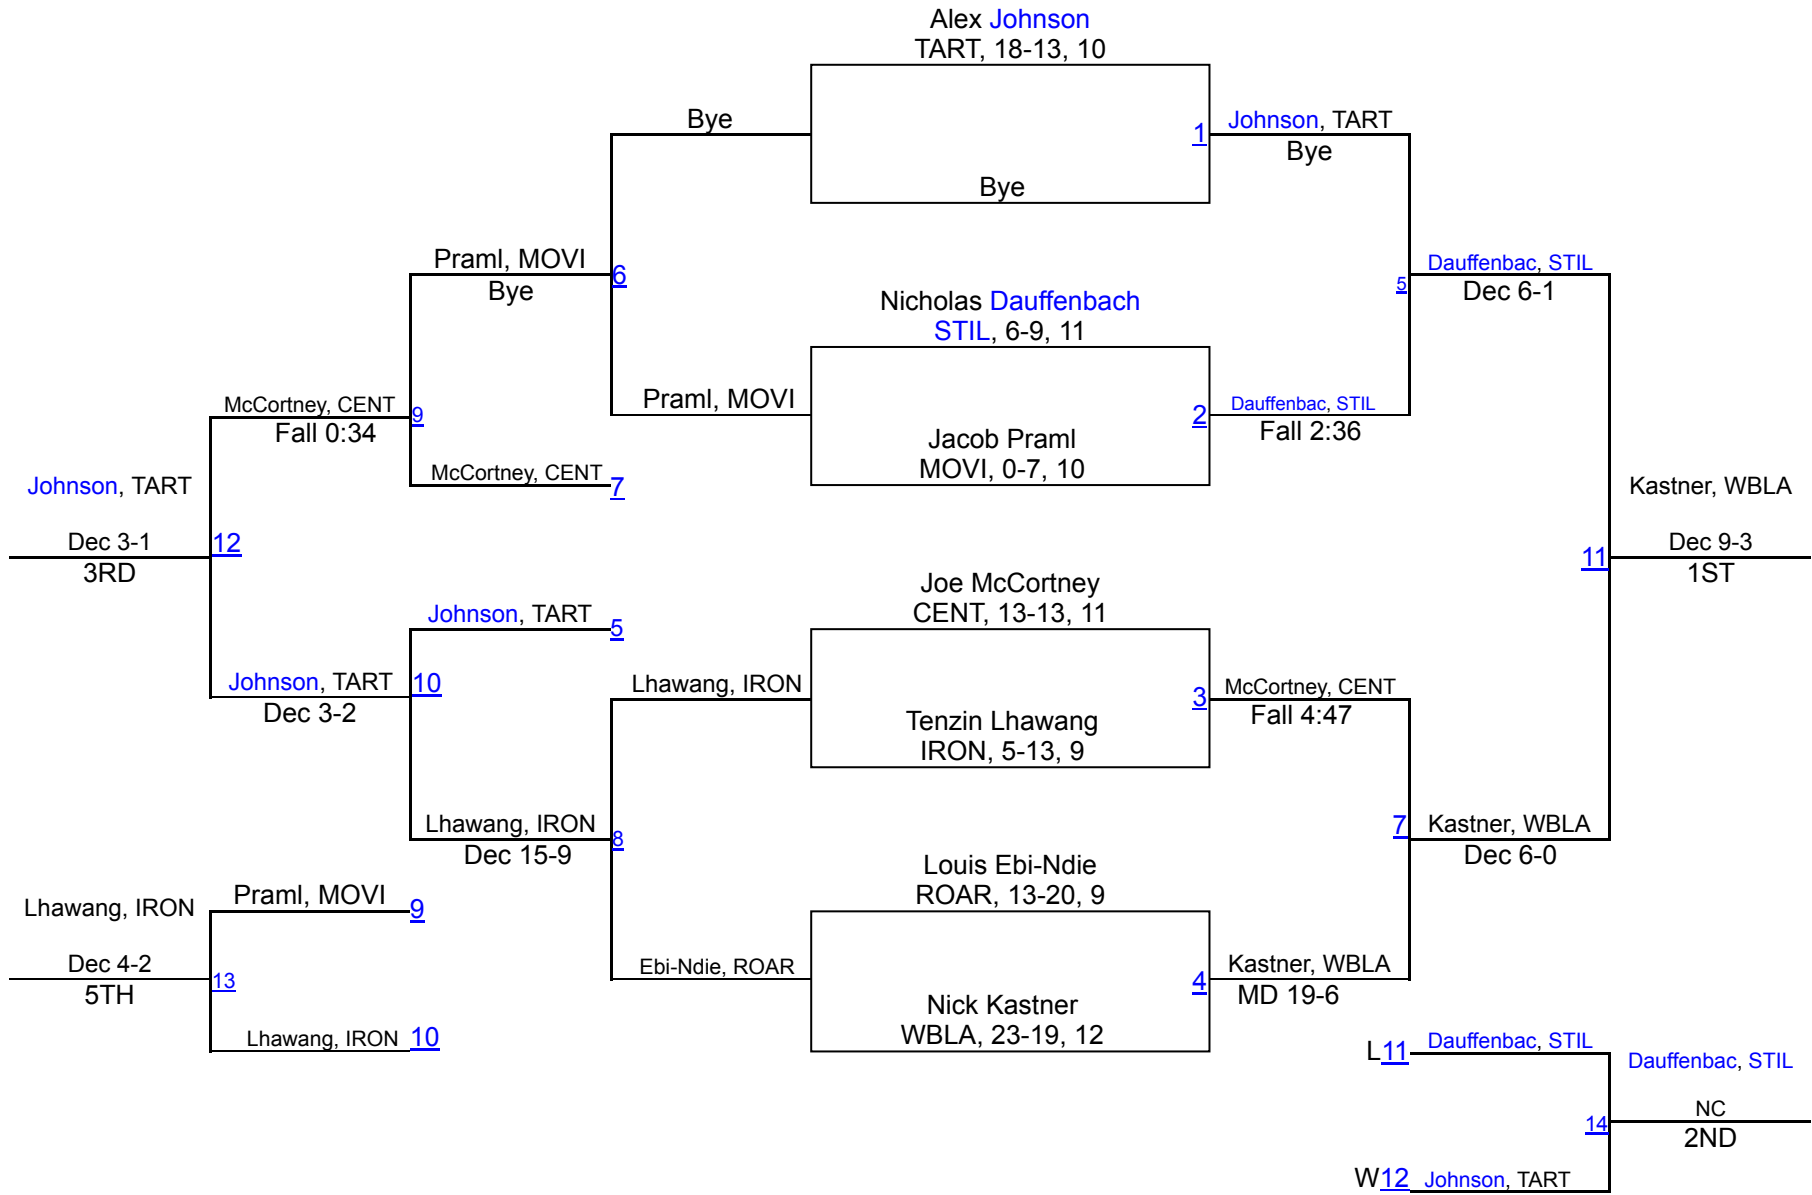 Alex Johnson
TART, 18-13, 10
Bye
1
Johnson, TART
Bye
Bye
Praml, MOVI
Bye
6
Nicholas Dauffenbach
STIL, 6-9, 11
5
Dauffenbac, STIL
Dec 6-1
McCortney, CENT
Fall 0:34
9
Praml, MOVI
2
Dauffenbac, STIL
Fall 2:36
Jacob Praml
MOVI, 0-7, 10
McCortney, CENT
7
Johnson, TART
Dec 3-1
3RD
12
Kastner, WBLA
11
Dec 9-3
1ST
Joe McCortney
CENT, 13-13, 11
Johnson, TART
5
Johnson, TART
Dec 3-2
10
Lhawang, IRON
3
McCortney, CENT
Fall 4:47
Tenzin Lhawang
IRON, 5-13, 9
Lhawang, IRON
Dec 15-9
8
7
Kastner, WBLA
Dec 6-0
Louis Ebi-Ndie
ROAR, 13-20, 9
Lhawang, IRON
Dec 4-2
5TH
Praml, MOVI
9
13
Lhawang, IRON
10
Ebi-Ndie, ROAR
4
Kastner, WBLA
MD 19-6
Nick Kastner
WBLA, 23-19, 12
L11
Dauffenbac, STIL
Dauffenbac, STIL
14
NC
2ND
W12
Johnson, TART